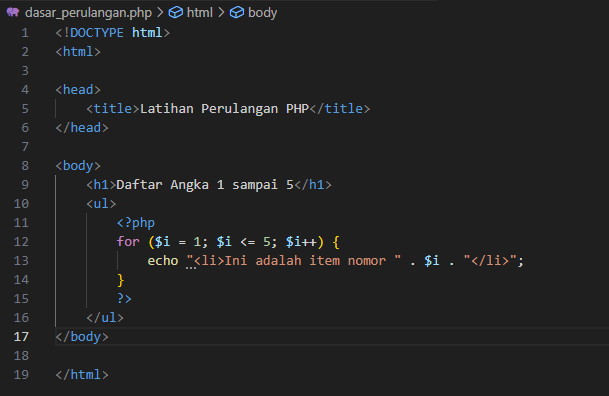 dasar_perulangan.php > html > body
1 <!DOCTYPE html>
2 <html>
3
4 <head>
5     <title>Latihan Perulangan PHP</title>
6 </head>
7
8 <body>
9     <h1>Daftar Angka 1 sampai 5</h1>
10     <ul>
11         <?php
12         for ($i = 1; $i <= 5; $i++) {
13             echo "<li>Ini adalah item nomor " . $i . "</li>";
14         }
15         ?>
16     </ul>
17 </body>
18
19 </html>